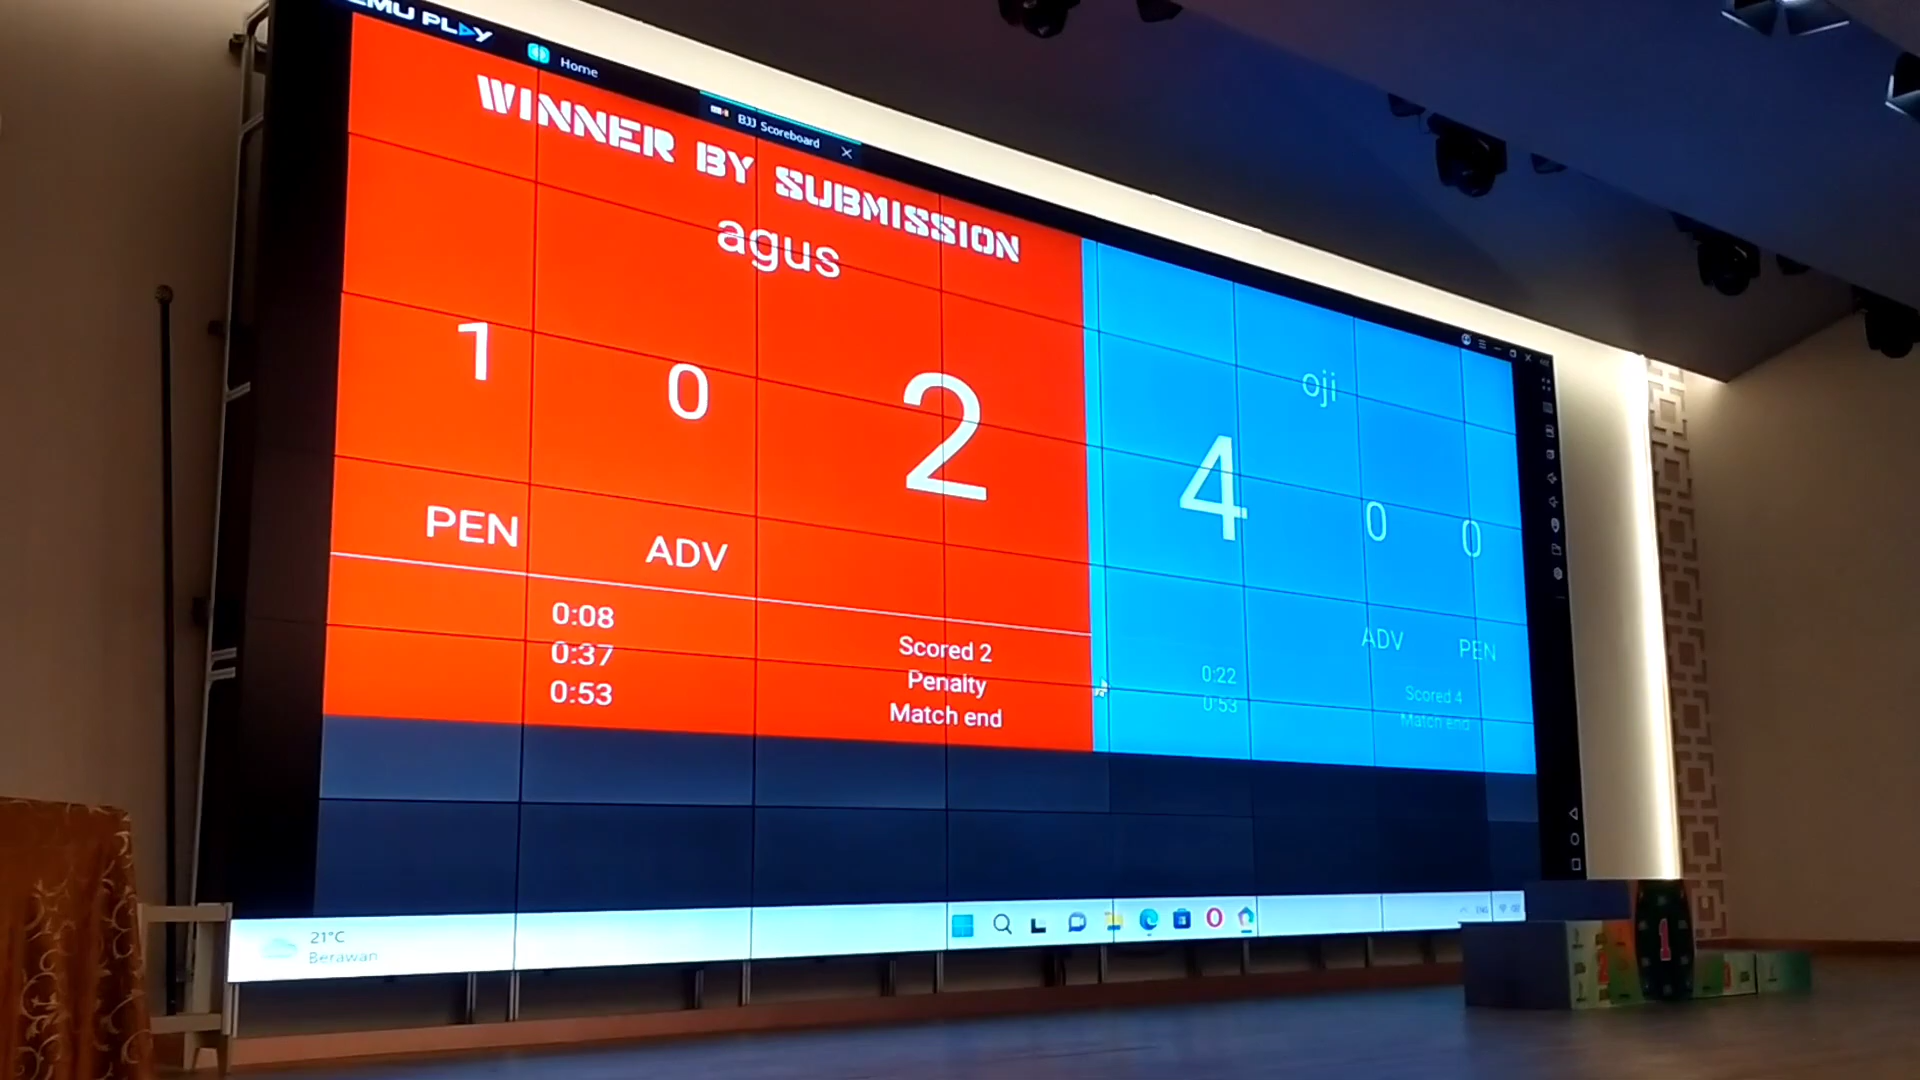 MU PLAY
Home
BJJ Scoreboard
WINNER BY SUBMISSION
agus
1 0 2
PEN ADV
0:08 Scored 2
0:37 Penalty
0:53 Match end
oji
4 0 0
ADV PEN
0:22 Scored 4
0:53 Match end
21°C
Berawan
ENG
1